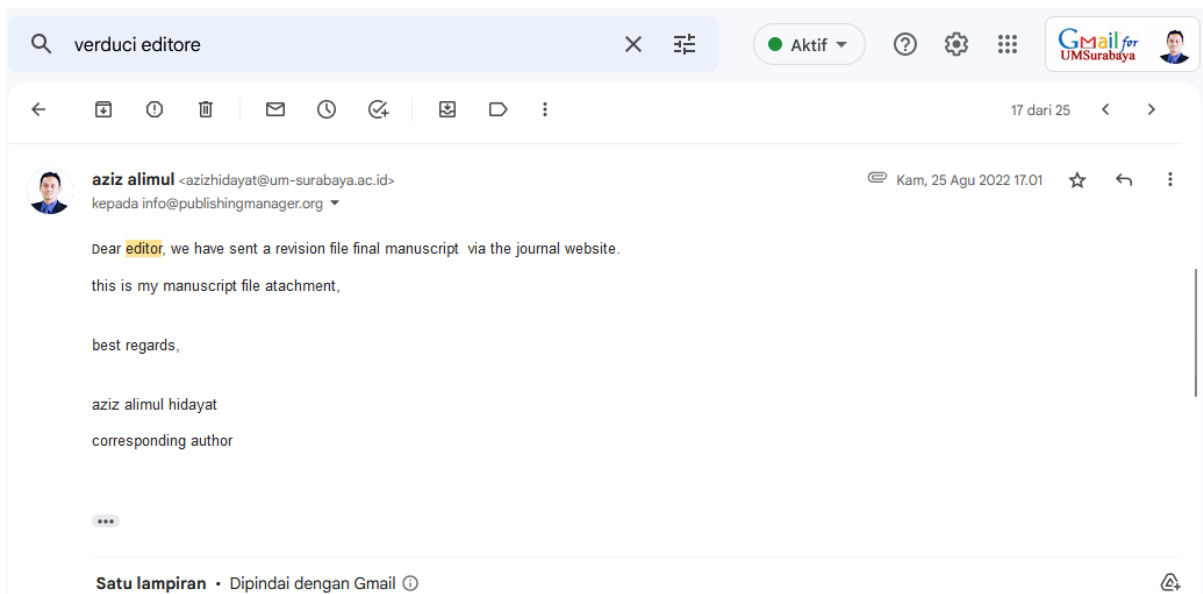 verduci editore
Aktif
GMail for
UMSurabaya
17 dari 25
aziz alimul <azizhidayat@um-surabaya.ac.id>
Kam, 25 Agu 2022 17.01
kepada info@publishingmanager.org
Dear editor, we have sent a revision file final manuscript  via the journal website.
this is my manuscript file atachment,
best regards,
aziz alimul hidayat
corresponding author
Satu lampiran • Dipindai dengan Gmail